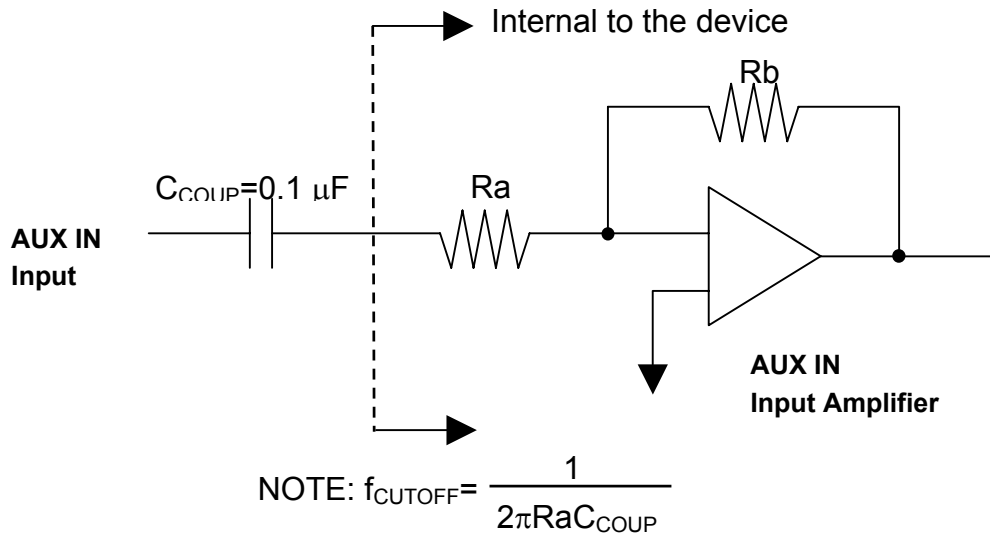 Internal to the device
Rb
C_COUP=0.1 μF
Ra
AUX IN
Input
AUX IN
Input Amplifier
NOTE: f_CUTOFF= 1
2πRaC_COUP